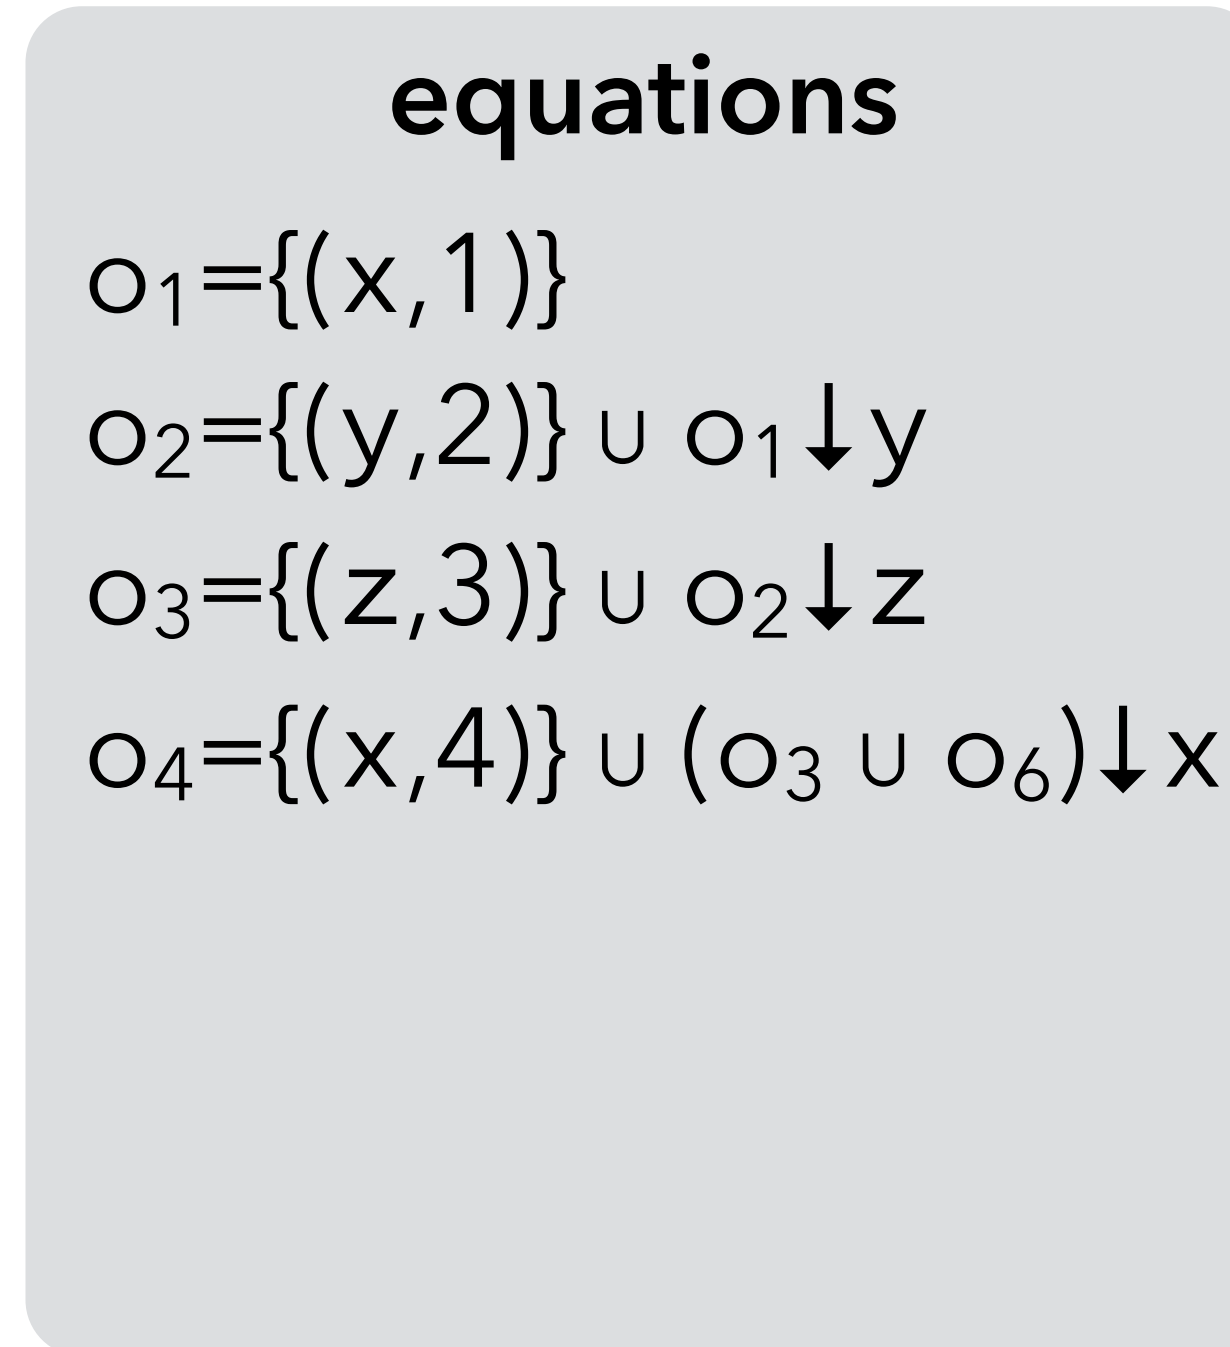 equations
o₁={(x,1)}
o₂={(y,2)} ∪ o₁↓y
o₃={(z,3)} ∪ o₂↓z
o₄={(x,4)} ∪ (o₃ ∪ o₆)↓x